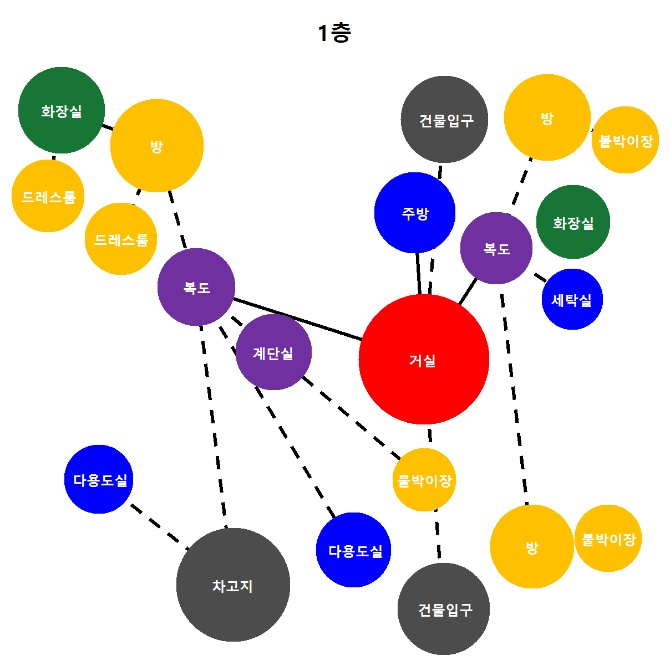 1층
화장실
방
건물입구
방
붙박이장
드레스룸
드레스룸
주방
복도
화장실
복도
세탁실
계단실
거실
다용도실
붙박이장
다용도실
방
붙박이장
차고지
건물입구